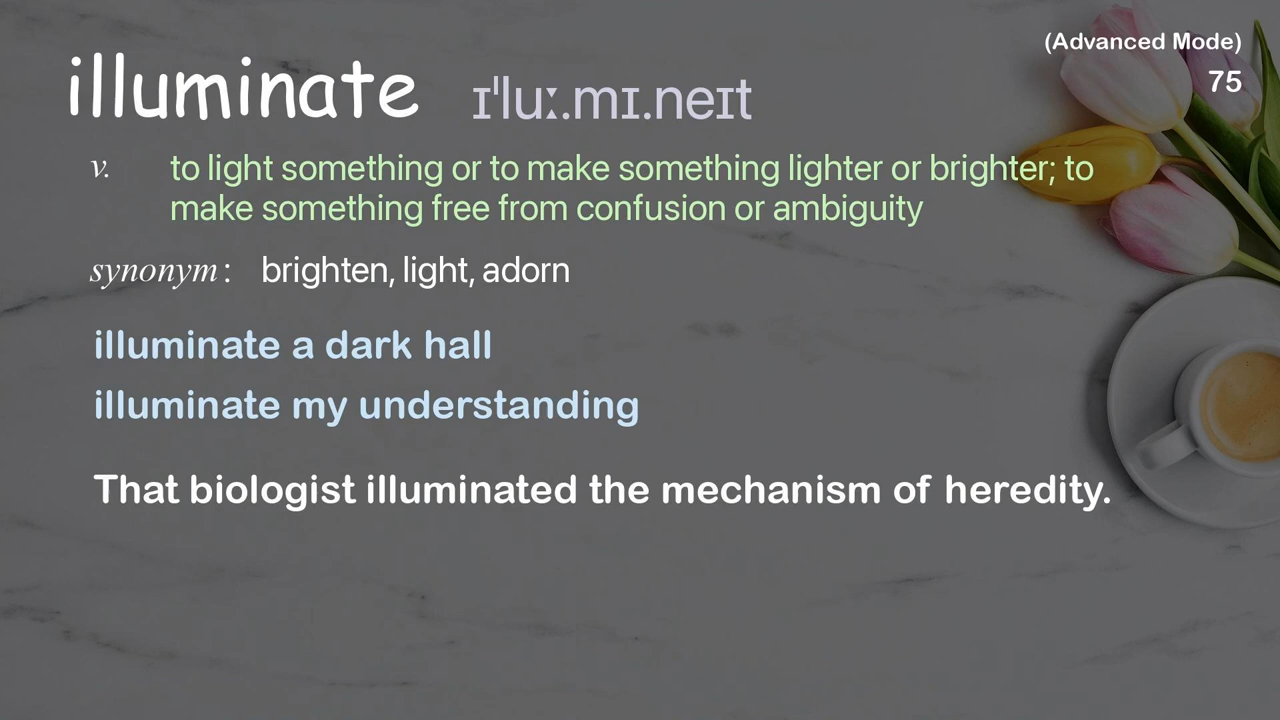 (Advanced Mode)
75
illuminate ɪˈluː.mɪ.neɪt
v. to light something or to make something lighter or brighter; to
make something free from confusion or ambiguity
synonym: brighten, light, adorn
illuminate a dark hall
illuminate my understanding
That biologist illuminated the mechanism of heredity.